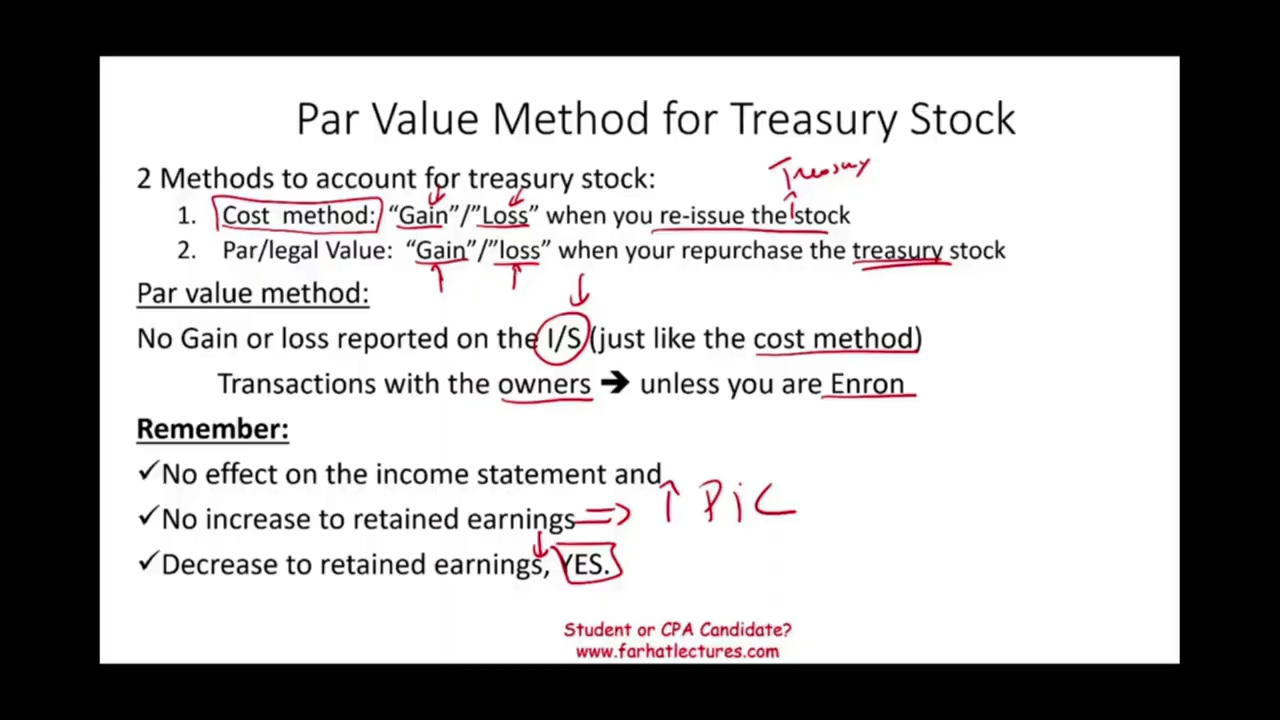 Par Value Method for Treasury Stock
2 Methods to account for treasury stock:
Treasury
1. Cost method: “Gain”/”Loss” when you re-issue the stock
2. Par/legal Value: “Gain”/”loss” when your repurchase the treasury stock
Par value method:
No Gain or loss reported on the I/S (just like the cost method)
Transactions with the owners ➔ unless you are Enron
Remember:
✓No effect on the income statement and
✓No increase to retained earnings => ↑ PiC
✓Decrease to retained earnings, YES.
Student or CPA Candidate?
www.farhatlectures.com